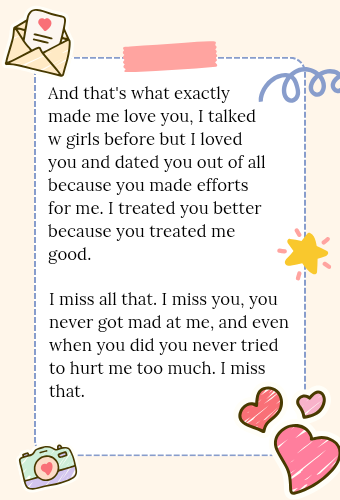 And that's what exactly
made me love you, I talked
w girls before but I loved
you and dated you out of all
because you made efforts
for me. I treated you better
because you treated me
good.
I miss all that. I miss you, you
never got mad at me, and even
when you did you never tried
to hurt me too much. I miss
that.